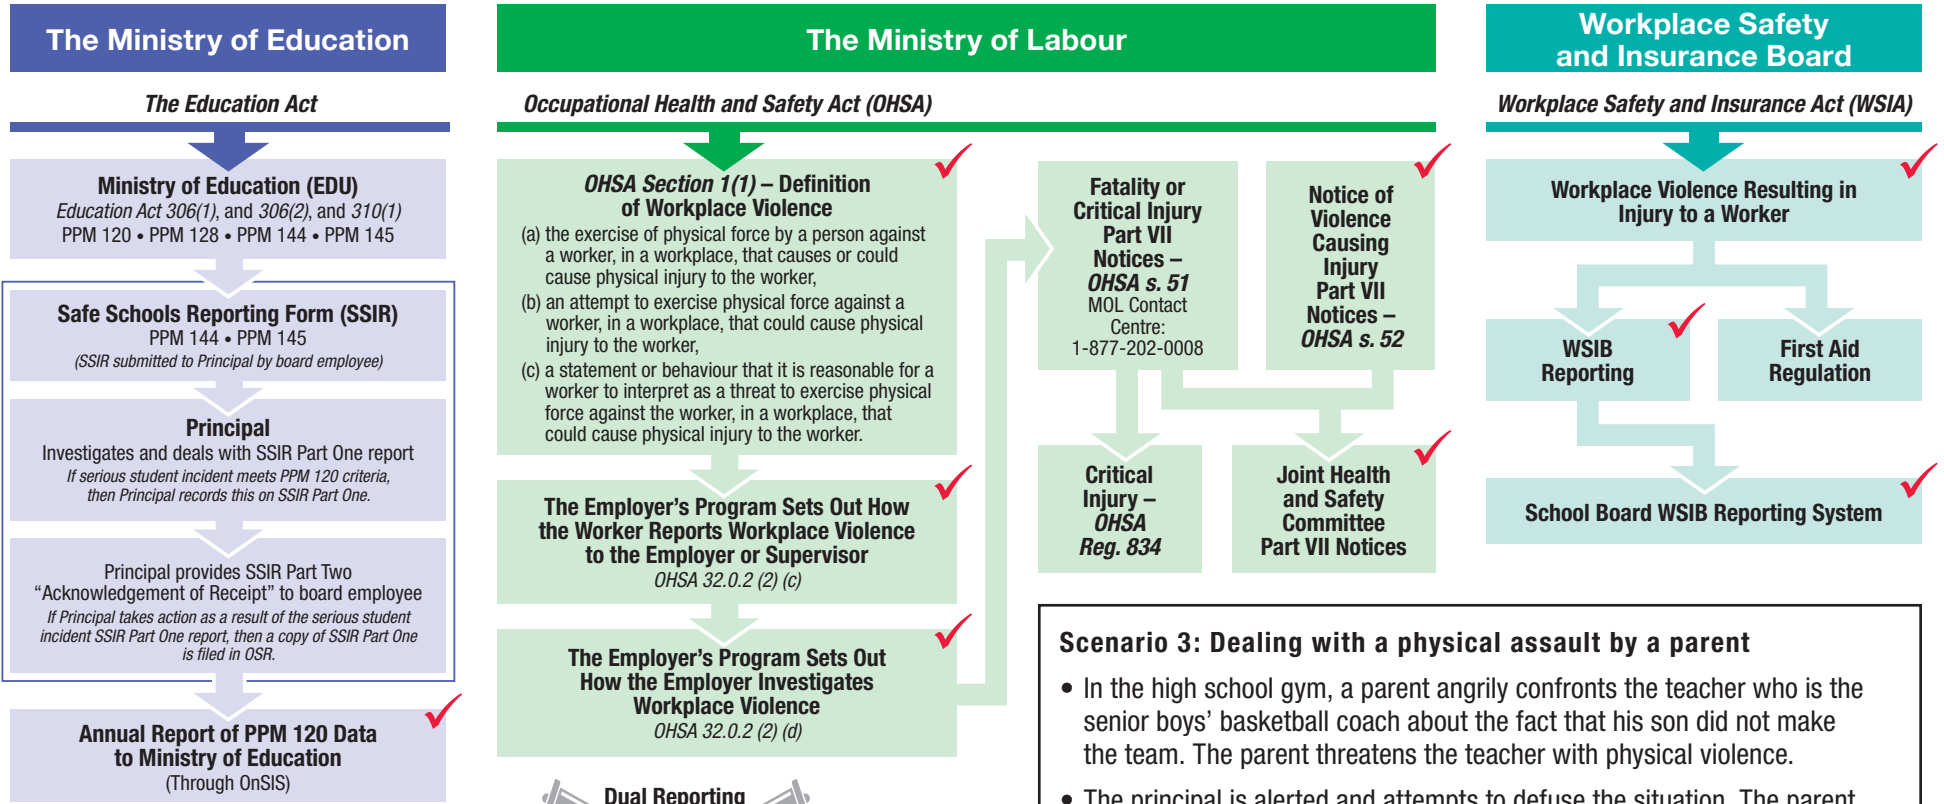 The Ministry of Education
The Education Act
Ministry of Education (EDU)
Education Act 306(1), and 306(2), and 310(1)
PPM 120 • PPM 128 • PPM 144 • PPM 145
Safe Schools Reporting Form (SSIR)
PPM 144 • PPM 145
(SSIR submitted to Principal by board employee)
Principal
Investigates and deals with SSIR Part One report
If serious student incident meets PPM 120 criteria,
then Principal records this on SSIR Part One.
Principal provides SSIR Part Two
“Acknowledgement of Receipt” to board employee
If Principal takes action as a result of the serious student
incident SSIR Part One report, then a copy of SSIR Part One
is filed in OSR.
Annual Report of PPM 120 Data
to Ministry of Education
(Through OnSIS)
The Ministry of Labour
Occupational Health and Safety Act (OHSA)
OHSA Section 1(1) – Definition
of Workplace Violence
(a) the exercise of physical force by a person against
a worker, in a workplace, that causes or could
cause physical injury to the worker,
(b) an attempt to exercise physical force against a
worker, in a workplace, that could cause physical
injury to the worker,
(c) a statement or behaviour that it is reasonable for a
worker to interpret as a threat to exercise physical
force against the worker, in a workplace, that
could cause physical injury to the worker.
The Employer’s Program Sets Out How
the Worker Reports Workplace Violence
to the Employer or Supervisor
OHSA 32.0.2 (2) (c)
The Employer’s Program Sets Out
How the Employer Investigates
Workplace Violence
OHSA 32.0.2 (2) (d)
Dual Reporting
Fatality or
Critical Injury
Part VII
Notices –
OHSA s. 51
MOL Contact
Centre:
1-877-202-0008
Notice of
Violence
Causing
Injury
Part VII
Notices –
OHSA s. 52
Critical
Injury –
OHSA
Reg. 834
Joint Health
and Safety
Committee
Part VII Notices
Workplace Safety
and Insurance Board
Workplace Safety and Insurance Act (WSIA)
Workplace Violence Resulting in
Injury to a Worker
WSIB
Reporting
First Aid
Regulation
School Board WSIB Reporting System
Scenario 3: Dealing with a physical assault by a parent
• In the high school gym, a parent angrily confronts the teacher who is the
senior boys’ basketball coach about the fact that his son did not make
the team. The parent threatens the teacher with physical violence.
• The principal is alerted and attempts to defuse the situation. The parent